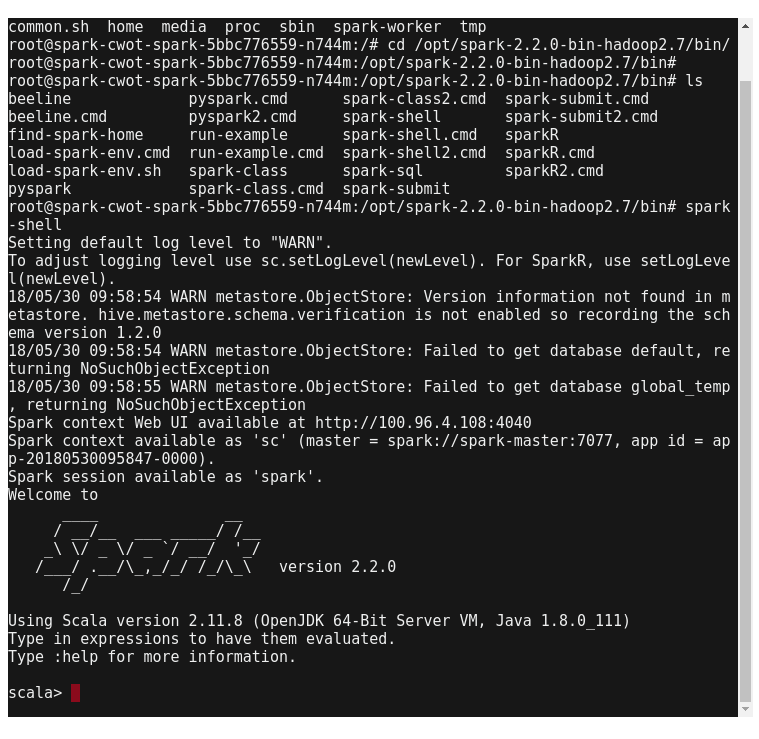 common.sh  home  media  proc  sbin  spark-worker  tmp
root@spark-cwot-spark-5bbc776559-n744m:/# cd /opt/spark-2.2.0-bin-hadoop2.7/bin/
root@spark-cwot-spark-5bbc776559-n744m:/opt/spark-2.2.0-bin-hadoop2.7/bin#
root@spark-cwot-spark-5bbc776559-n744m:/opt/spark-2.2.0-bin-hadoop2.7/bin# ls
beeline             pyspark.cmd      spark-class2.cmd  spark-submit.cmd
beeline.cmd         pyspark2.cmd     spark-shell       spark-submit2.cmd
find-spark-home     run-example      spark-shell.cmd   sparkR
load-spark-env.cmd  run-example.cmd  spark-shell2.cmd  sparkR.cmd
load-spark-env.sh   spark-class      spark-sql         sparkR2.cmd
pyspark             spark-class.cmd  spark-submit
root@spark-cwot-spark-5bbc776559-n744m:/opt/spark-2.2.0-bin-hadoop2.7/bin# spark
-shell
Setting default log level to "WARN".
To adjust logging level use sc.setLogLevel(newLevel). For SparkR, use setLogLeve
l(newLevel).
18/05/30 09:58:54 WARN metastore.ObjectStore: Version information not found in m
etastore. hive.metastore.schema.verification is not enabled so recording the sch
ema version 1.2.0
18/05/30 09:58:54 WARN metastore.ObjectStore: Failed to get database default, re
turning NoSuchObjectException
18/05/30 09:58:55 WARN metastore.ObjectStore: Failed to get database global_temp
, returning NoSuchObjectException
Spark context Web UI available at http://100.96.4.108:4040
Spark context available as 'sc' (master = spark://spark-master:7077, app id = ap
p-20180530095847-0000).
Spark session available as 'spark'.
Welcome to
      ____              __
     / __/__  ___ _____/ /__
    _\ \/ _ \/ _ `/ __/  '_/
   /___/ .__/\_,_/_/ /_/\_\   version 2.2.0
      /_/

Using Scala version 2.11.8 (OpenJDK 64-Bit Server VM, Java 1.8.0_111)
Type in expressions to have them evaluated.
Type :help for more information.

scala>